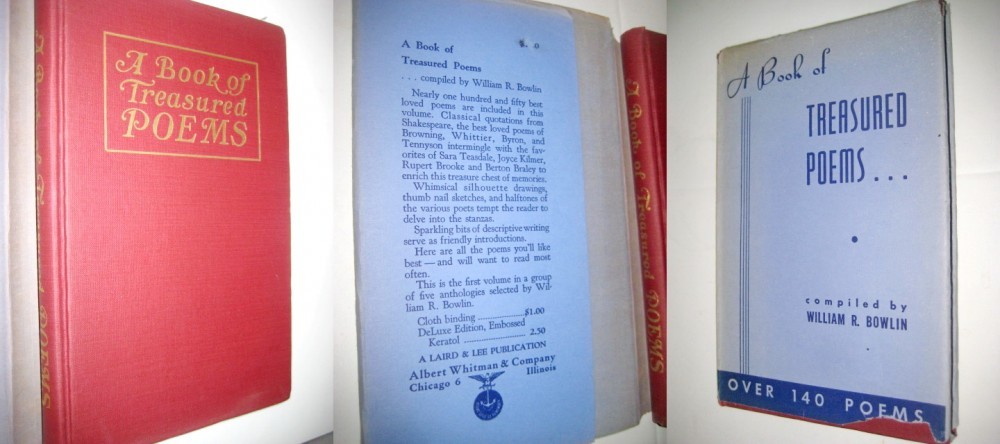 A Book of
Treasured
POEMS
A Book of
Treasured Poems
. . . compiled by William R. Bowlin
Nearly one hundred and fifty best
loved poems are included in this
volume. Classical quotations from
Shakespeare, the best loved poems of
Browning, Whittier, Byron, and
Tennyson intermingle with the fav-
orites of Sara Teasdale, Joyce Kilmer,
Rupert Brooke and Berton Braley to
enrich this treasure chest of memories.
Whimsical silhouette drawings,
thumb nail sketches, and halftones of
the various poets tempt the reader to
delve into the stanzas.
Sparkling bits of descriptive writing
serve as friendly introductions.
Here are all the poems you'll like
best — and will want to read most
often.
This is the first volume in a group
of five anthologies selected by Wil-
liam R. Bowlin.
Cloth binding ............ $1.00
DeLuxe Edition, Embossed
Keratol ............ 2.50
A LAIRD & LEE PUBLICATION
Albert Whitman & Company
Chicago 6 Illinois
A Book of Treasured POEMS
A Book of
TREASURED
POEMS . . .
compiled by
WILLIAM R. BOWLIN
OVER 140 POEMS